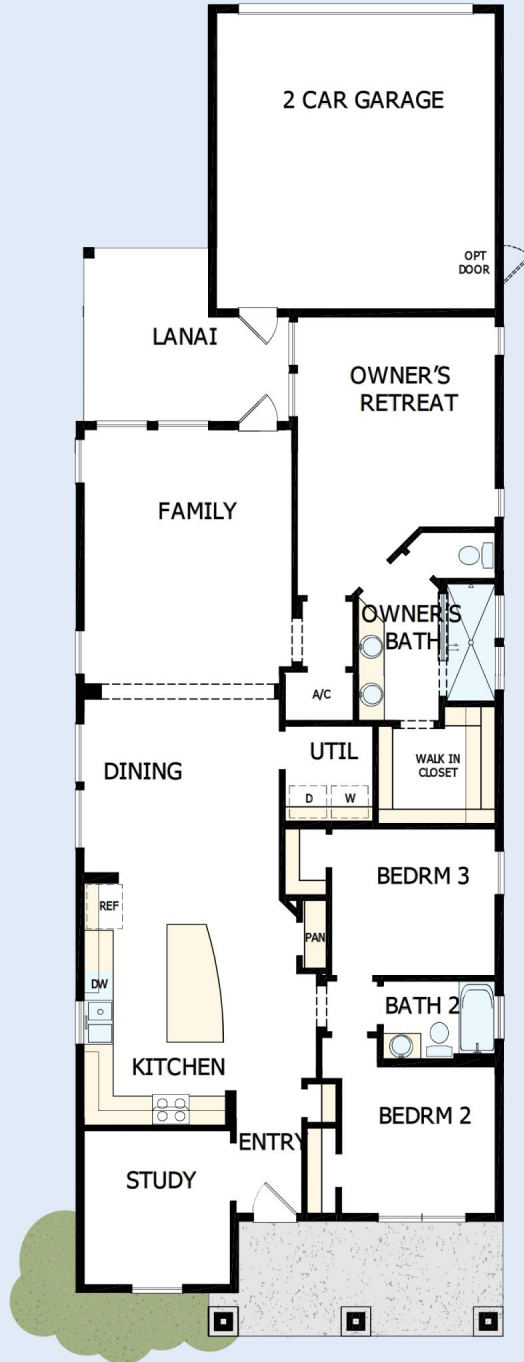 2 CAR GARAGE
OPT
DOOR
LANAI
OWNER'S
RETREAT
FAMILY
OWNER'S
BATH
A/C
UTIL
DINING
WALK IN
CLOSET
D
W
BEDRM 3
REF
PAN
DW
BATH 2
KITCHEN
BEDRM 2
ENTRY
STUDY